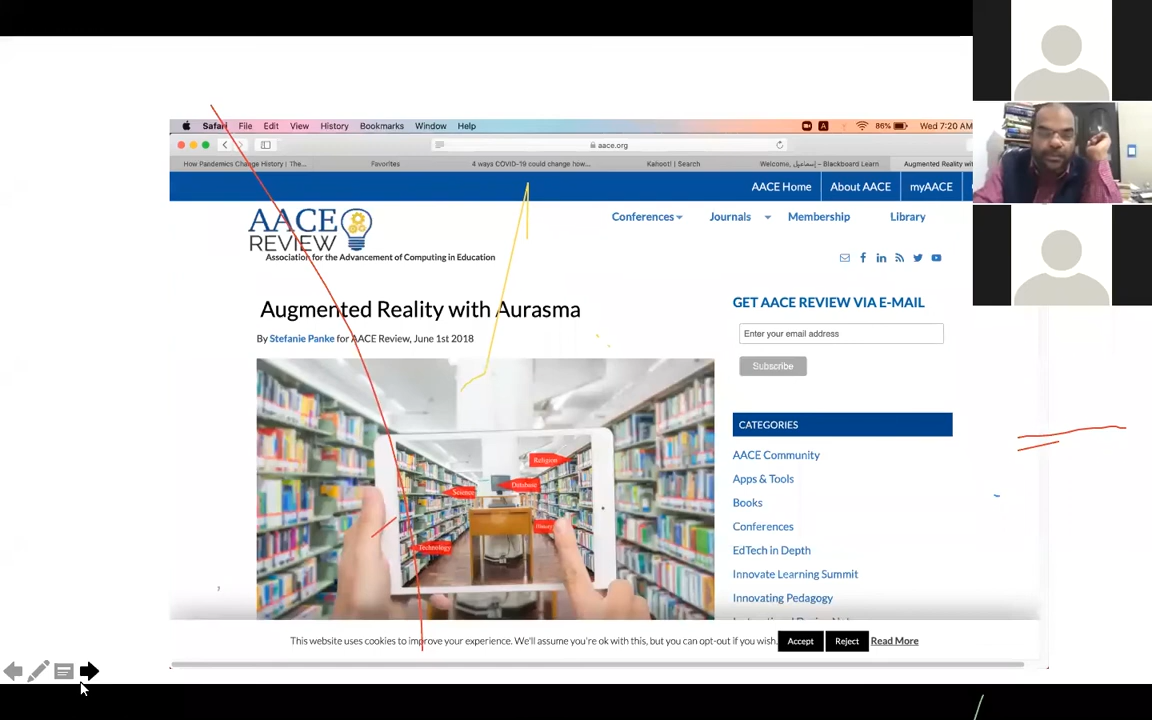 Safari File Edit View History Bookmarks Window Help 86% Wed 7:20 AM
aace.org
How Pandemics Change History | The... Favorites 4 ways COVID-19 could change how... Kahoot! | Search Welcome, إسماعيل – Blackboard Learn Augmented Reality wit
AACE Home About AACE myAACE
AACE
REVIEW
Association for the Advancement of Computing in Education
Conferences Journals Membership Library
Augmented Reality with Aurasma
By Stefanie Panke for AACE Review, June 1st 2018
Religion
Science
Database
History
Technology
GET AACE REVIEW VIA E-MAIL
Enter your email address
Subscribe
CATEGORIES
AACE Community
Apps & Tools
Books
Conferences
EdTech in Depth
Innovate Learning Summit
Innovating Pedagogy
This website uses cookies to improve your experience. We'll assume you're ok with this, but you can opt-out if you wish. Accept Reject Read More